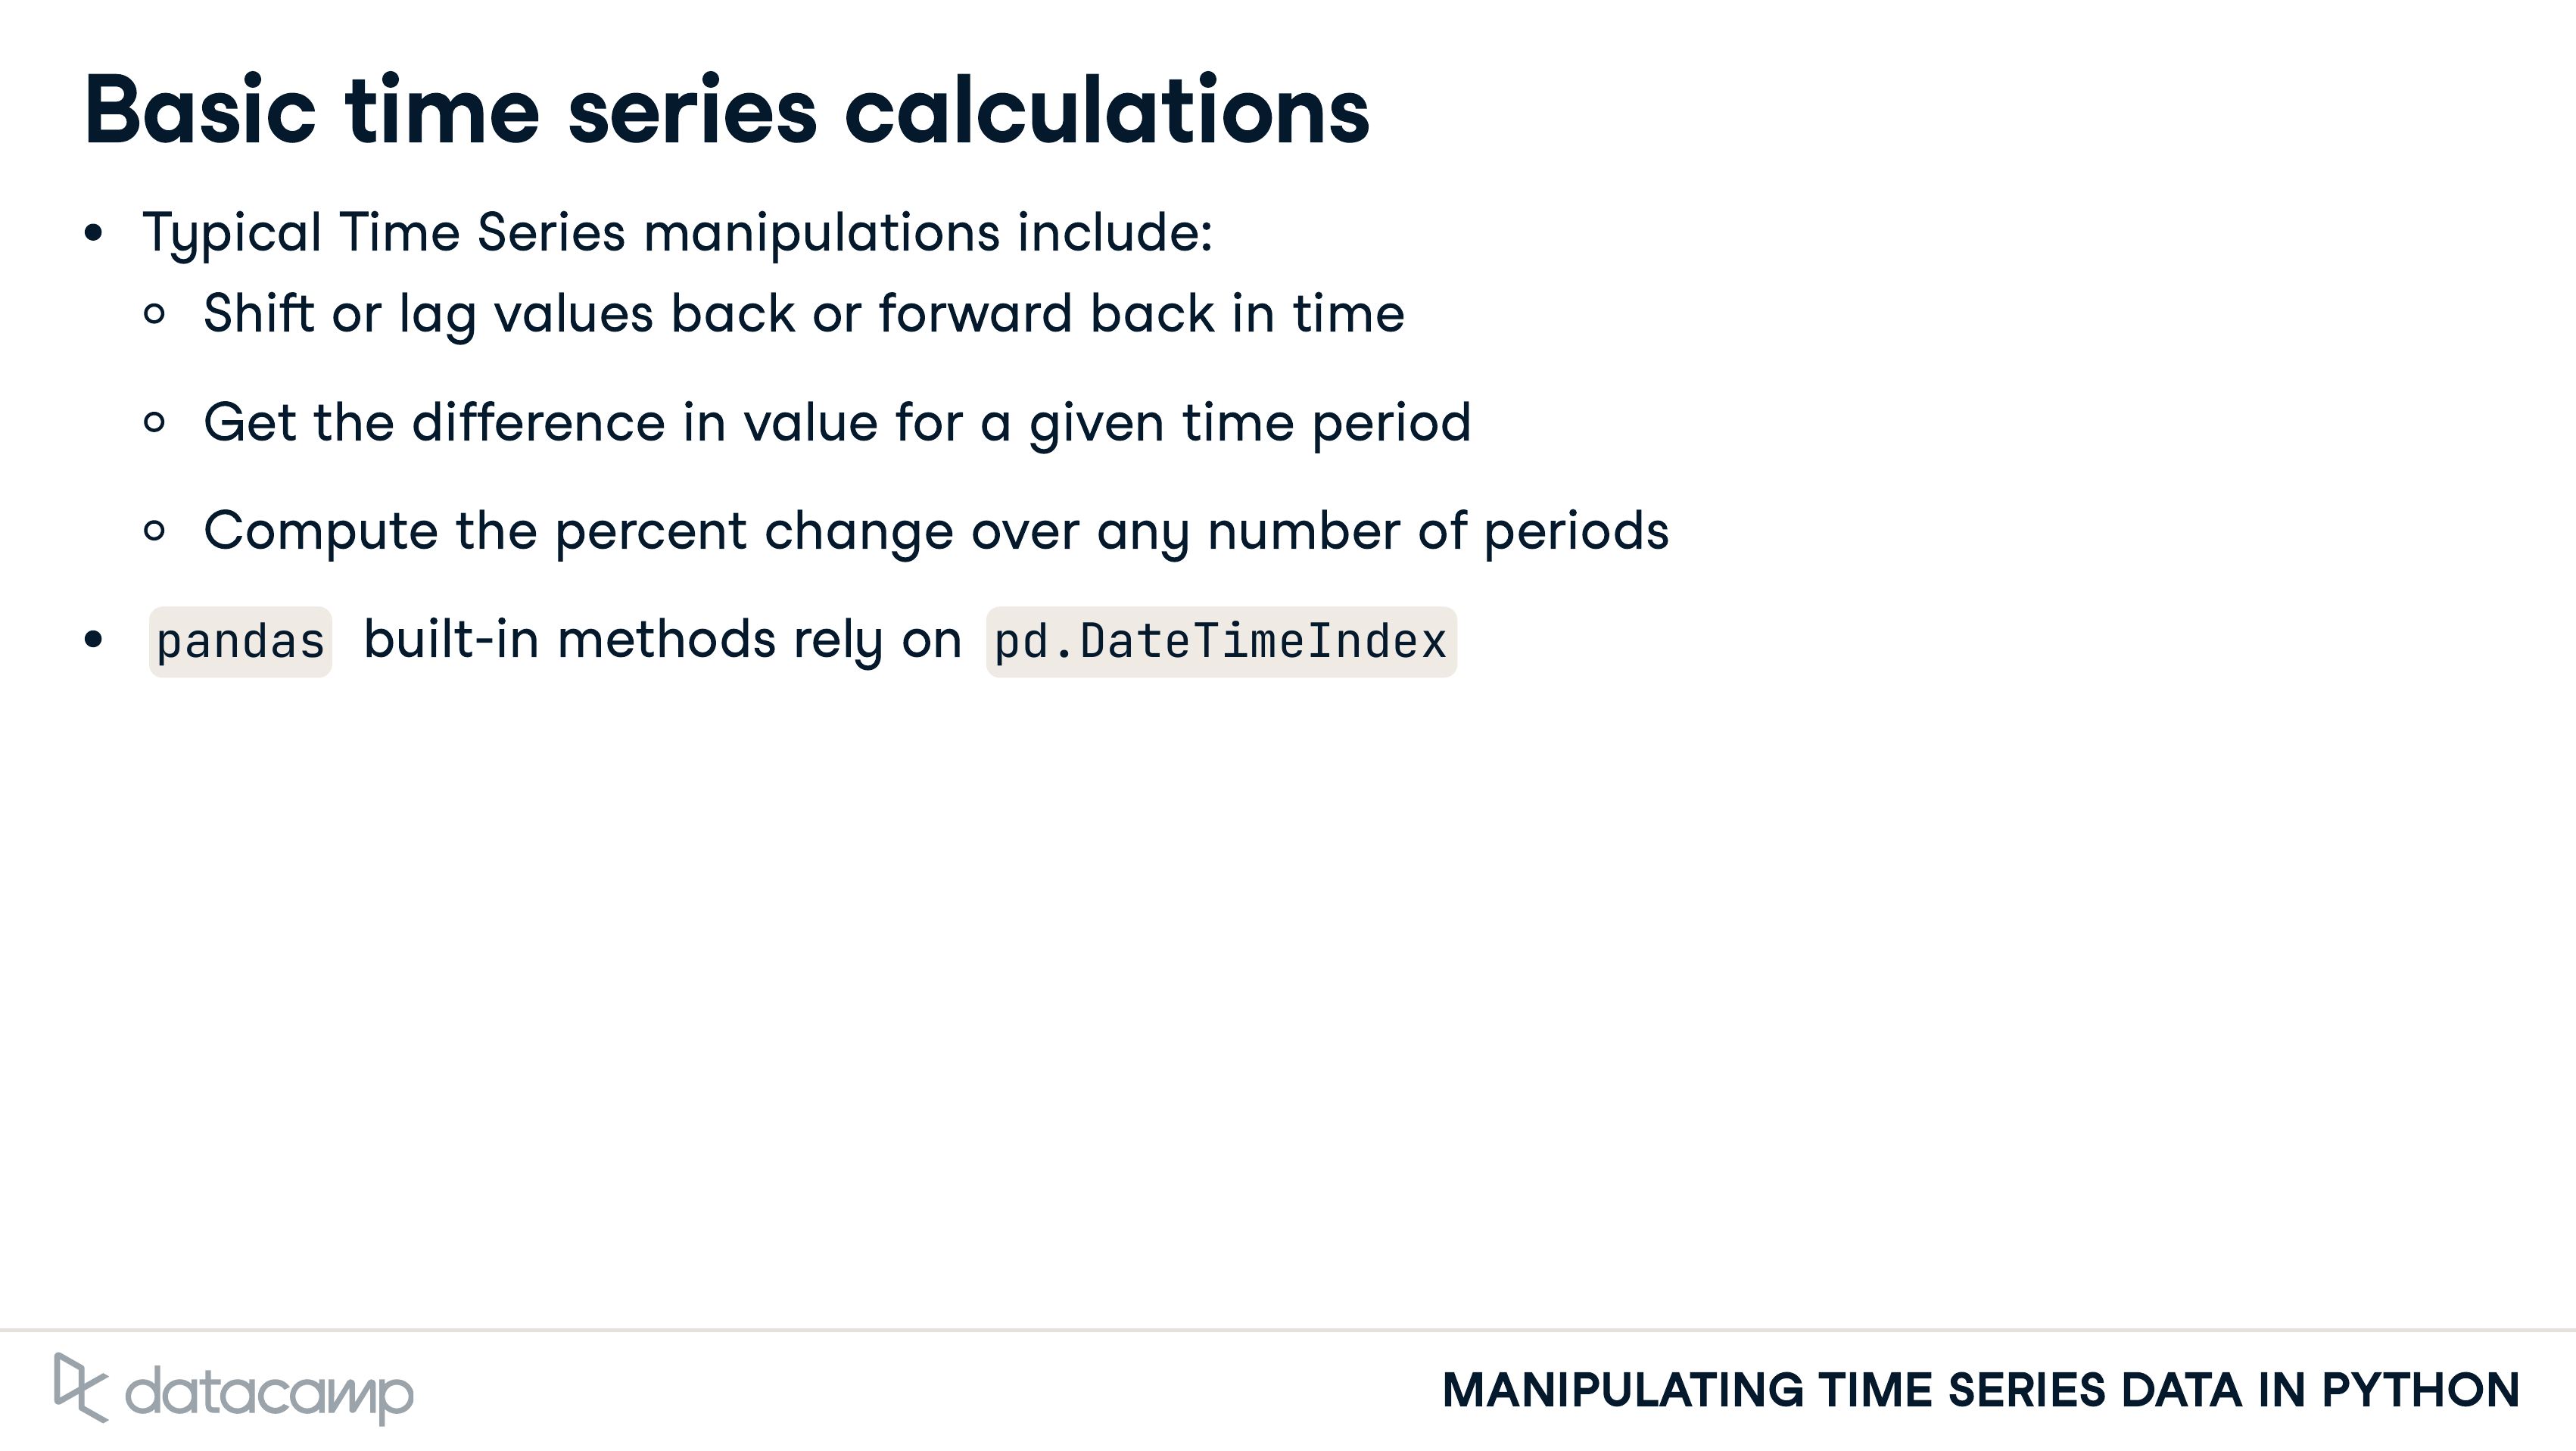 Basic time series calculations
• Typical Time Series manipulations include:
○ Shift or lag values back or forward back in time
○ Get the difference in value for a given time period
○ Compute the percent change over any number of periods
• pandas built-in methods rely on pd.DateTimeIndex
datacamp
MANIPULATING TIME SERIES DATA IN PYTHON